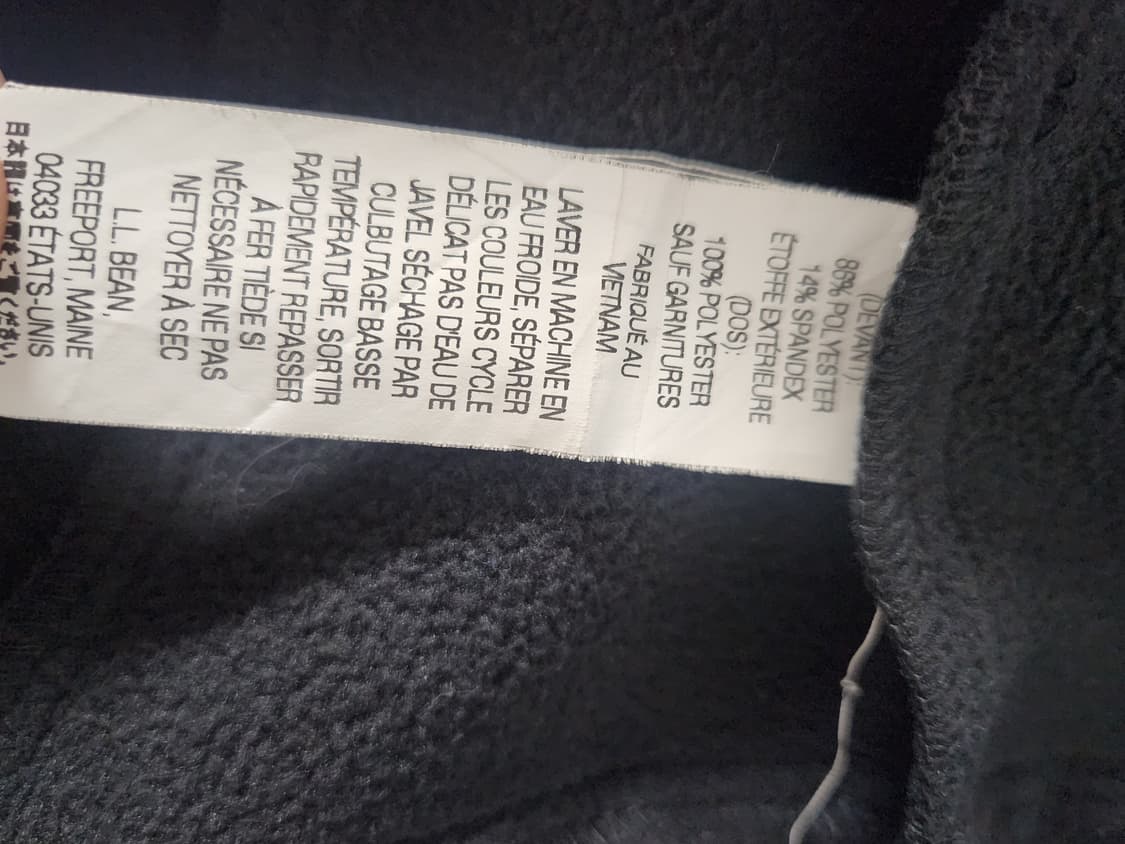 (DEVANT):
86% POLYESTER
14% SPANDEX
ÉTOFFE EXTÉRIEURE
(DOS):
100% POLYESTER
SAUF GARNITURES
FABRIQUÉ AU
VIETNAM
LAVER EN MACHINE EN
EAU FROIDE, SÉPARER
LES COULEURS CYCLE
DÉLICAT PAS D'EAU DE
JAVEL SÉCHAGE PAR
CULBUTAGE BASSE
TEMPÉRATURE, SORTIR
RAPIDEMENT REPASSER
À FER TIÈDE SI
NÉCESSAIRE NE PAS
NETTOYER À SEC
L.L. BEAN,
FREEPORT, MAINE
04033 ÉTATS-UNIS